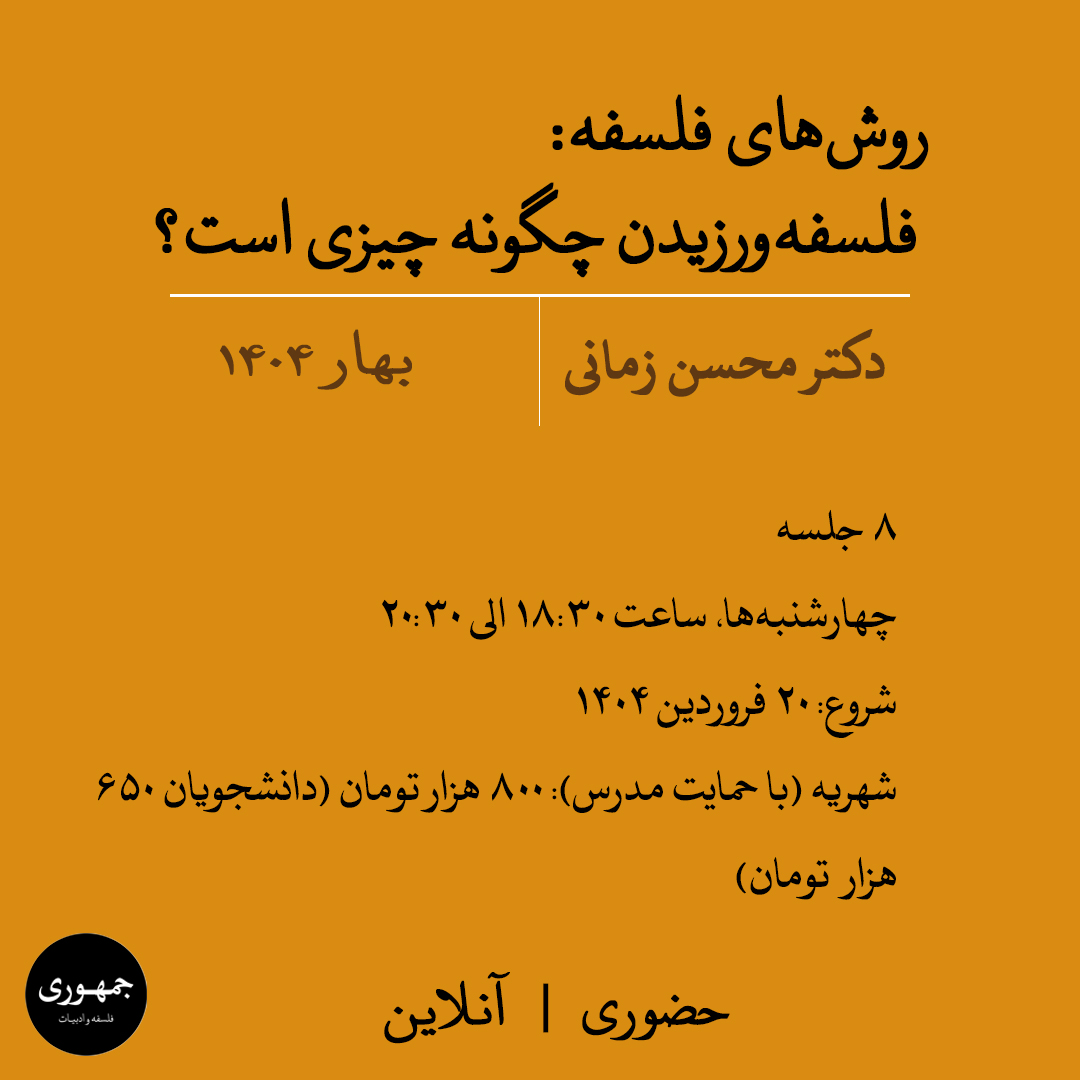 روش‌های فلسفه:
فلسفه‌ورزیدن چگونه چیزی است؟
دکتر محسن زمانی
بهار ۱۴۰۴
۸ جلسه
چهارشنبه‌ها، ساعت ۱۸:۳۰ الی ۲۰:۳۰
شروع: ۲۰ فروردین ۱۴۰۴
شهریه (با حمایت مدرس): ۸۰۰ هزار تومان (دانشجویان ۶۵۰
هزار تومان)
حضوری | آنلاین
جمهوری
فلسفه و ادبیات